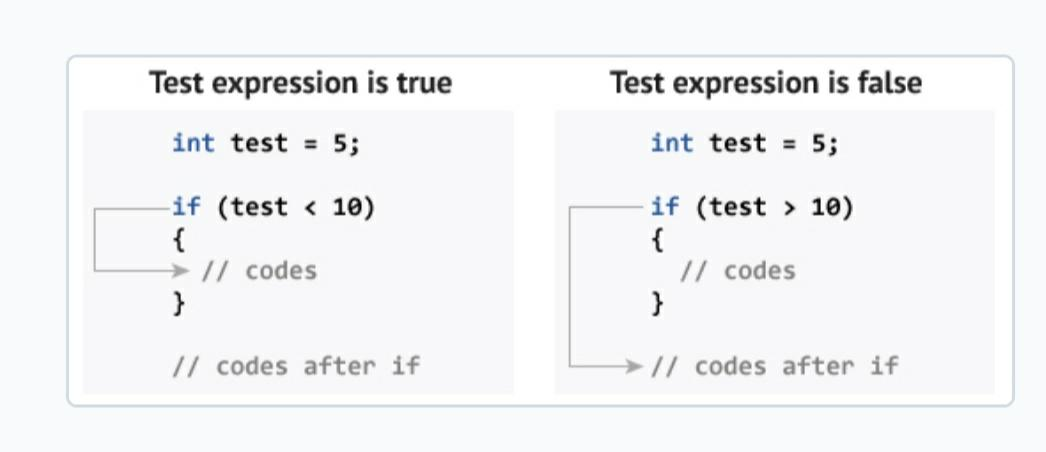 Test expression is true
int test = 5;
if (test < 10)
{
// codes
}
// codes after if
Test expression is false
int test = 5;
if (test > 10)
{
// codes
}
// codes after if